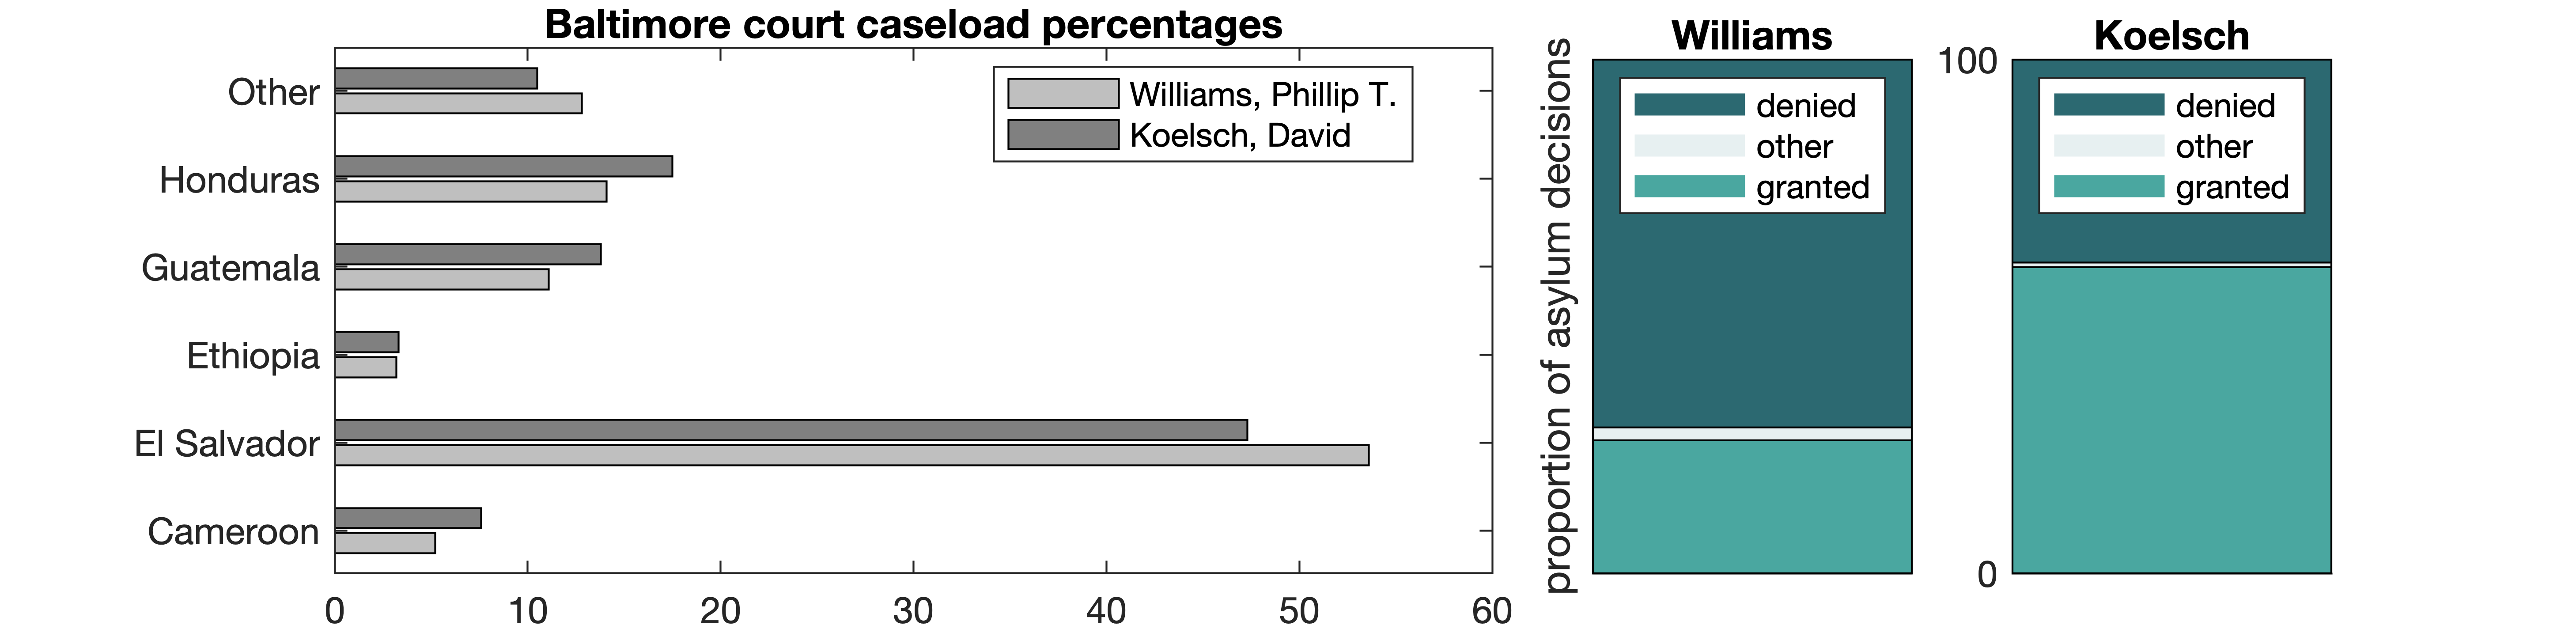 Baltimore court caseload percentages
Williams, Phillip T.
Koelsch, David
Other
Honduras
Guatemala
Ethiopia
El Salvador
Cameroon
0 10 20 30 40 50 60
proportion of asylum decisions
Williams
denied
other
granted
Koelsch
100
denied
other
granted
0